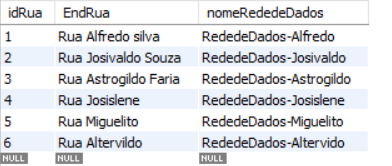 idRua EndRua nomeRededeDados
1 Rua Alfredo silva RededeDados-Alfredo
2 Rua Josivaldo Souza RededeDados-Josivaldo
3 Rua Astrogildo Faria RededeDados-Astrogildo
4 Rua Josislene RededeDados-Josislene
5 Rua Miguelito RededeDados-Miguelito
6 Rua Altervildo RededeDados-Altervido
NULL NULL NULL